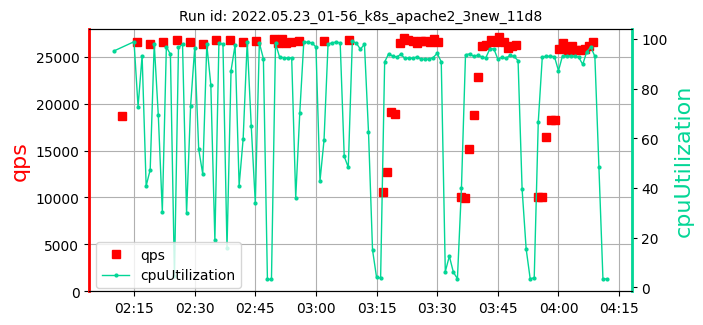 Run id: 2022.05.23_01-56_k8s_apache2_3new_11d8
qps
25000
20000
15000
10000
5000
0
100
80
60
40
20
0
cpuUtilization
qps
cpuUtilization
02:15 02:30 02:45 03:00 03:15 03:30 03:45 04:00 04:15